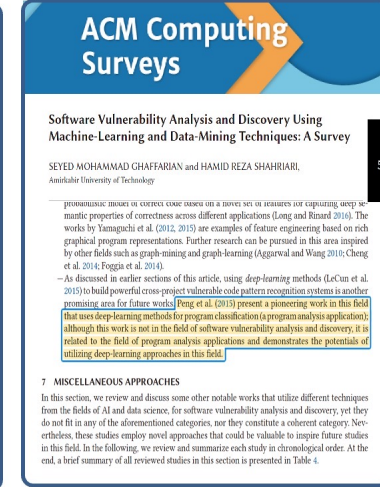 ACM Computing
Surveys
Software Vulnerability Analysis and Discovery Using
Machine-Learning and Data-Mining Techniques: A Survey
SEYED MOHAMMAD GHAFFARIAN and HAMID REZA SHAHRIARI,
Amirkabir University of Technology
probabilistic model of correct code based on a novel set of features for capturing deep se-
mantic properties of correctness across different applications (Long and Rinard 2016). The
works by Yamaguchi et al. (2012, 2015) are examples of feature engineering based on rich
graphical program representations. Further research can be pursued in this area inspired
by other fields such as graph-mining and graph-learning (Aggarwal and Wang 2010; Cheng
et al. 2014; Foggia et al. 2014).
—As discussed in earlier sections of this article, using deep-learning methods (LeCun et al.
2015) to build powerful cross-project vulnerable code pattern recognition systems is another
promising area for future works. Peng et al. (2015) present a pioneering work in this field
that uses deep-learning methods for program classification (a program analysis application);
although this work is not in the field of software vulnerability analysis and discovery, it is
related to the field of program analysis applications and demonstrates the potentials of
utilizing deep-learning approaches in this field.
7 MISCELLANEOUS APPROACHES
In this section, we review and discuss some other notable works that utilize different techniques
from the fields of AI and data science, for software vulnerability analysis and discovery, yet they
do not fit in any of the aforementioned categories, nor they constitute a coherent category. Nev-
ertheless, these studies employ novel approaches that could be valuable to inspire future studies
in this field. In the following, we review and summarize each study in chronological order. At the
end, a brief summary of all reviewed studies in this section is presented in Table 4.